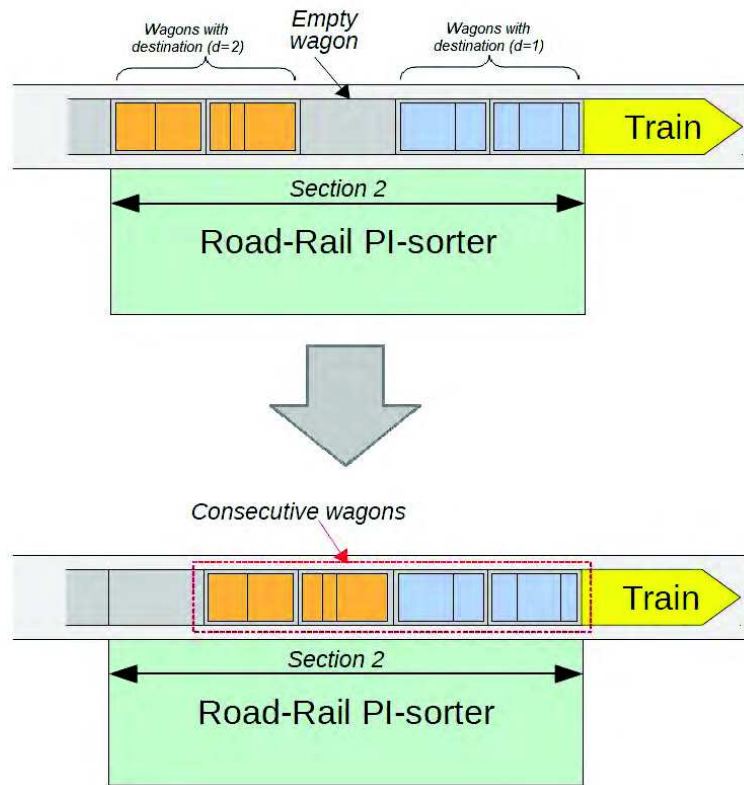 Wagons with
destination (d=2)
Empty
wagon
Wagons with
destination (d=1)
Train
Section 2
Road-Rail PI-sorter
Consecutive wagons
Train
Section 2
Road-Rail PI-sorter